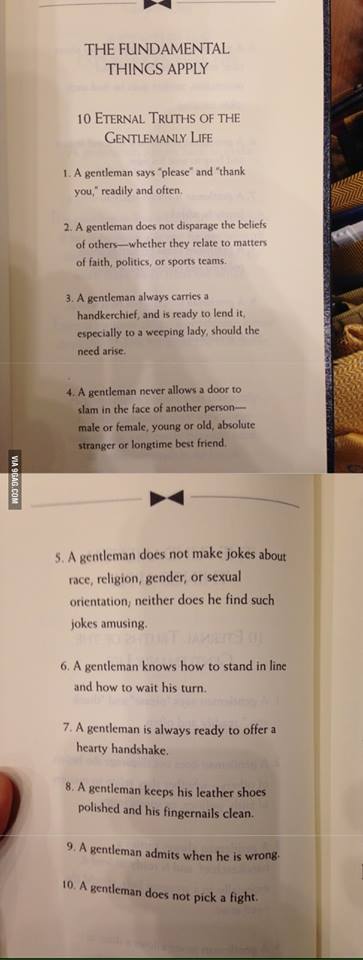 THE FUNDAMENTAL
THINGS APPLY
10 ETERNAL TRUTHS OF THE
GENTLEMANLY LIFE
1. A gentleman says "please" and "thank
you," readily and often.
2. A gentleman does not disparage the beliefs
of others—whether they relate to matters
of faith, politics, or sports teams.
3. A gentleman always carries a
handkerchief, and is ready to lend it,
especially to a weeping lady, should the
need arise.
4. A gentleman never allows a door to
slam in the face of another person—
male or female, young or old, absolute
stranger or longtime best friend.
VIA 9GAG.COM
5. A gentleman does not make jokes about
race, religion, gender, or sexual
orientation; neither does he find such
jokes amusing.
6. A gentleman knows how to stand in line
and how to wait his turn.
7. A gentleman is always ready to offer a
hearty handshake.
8. A gentleman keeps his leather shoes
polished and his fingernails clean.
9. A gentleman admits when he is wrong.
10. A gentleman does not pick a fight.